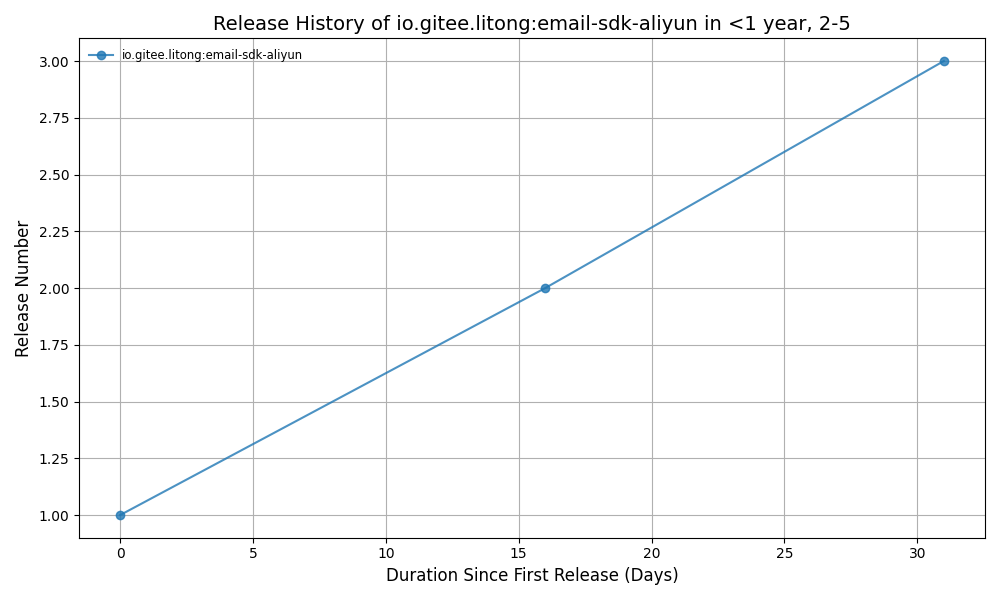 Release History of io.gitee.litong:email-sdk-aliyun in <1 year, 2-5
io.gitee.litong:email-sdk-aliyun
Release Number
3.00
2.75
2.50
2.25
2.00
1.75
1.50
1.25
1.00
0 5 10 15 20 25 30
Duration Since First Release (Days)